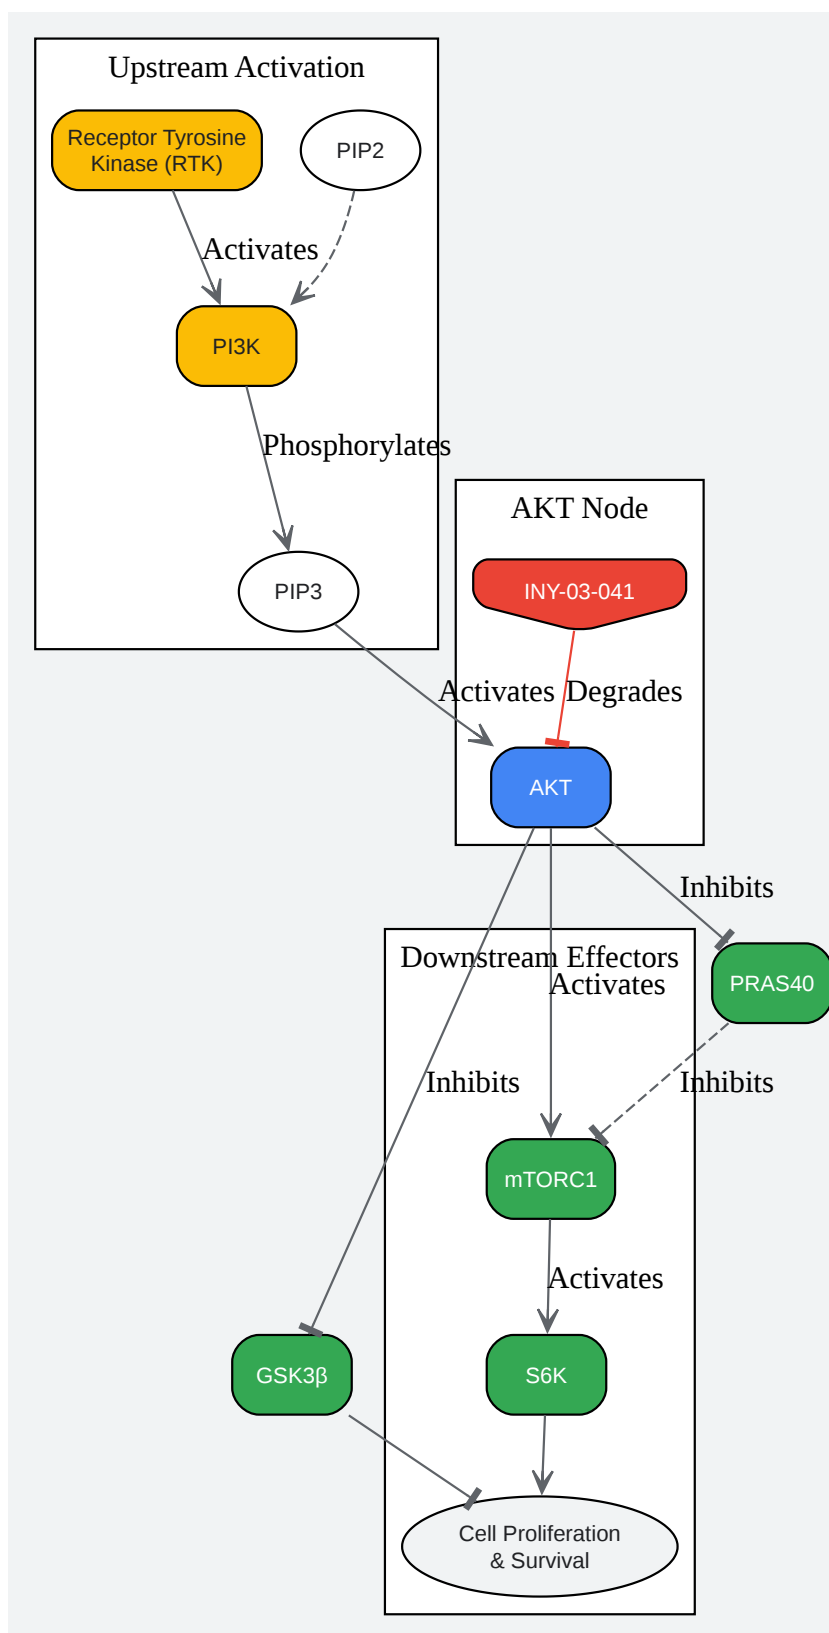 Upstream Activation
Receptor Tyrosine
Kinase (RTK)
PIP2
Activates
PI3K
Phosphorylates
PIP3
AKT Node
INY-03-041
Activates
Degrades
AKT
Inhibits
Downstream Effectors
Activates
PRAS40
Inhibits
Inhibits
mTORC1
Activates
GSK3β
S6K
Cell Proliferation
& Survival